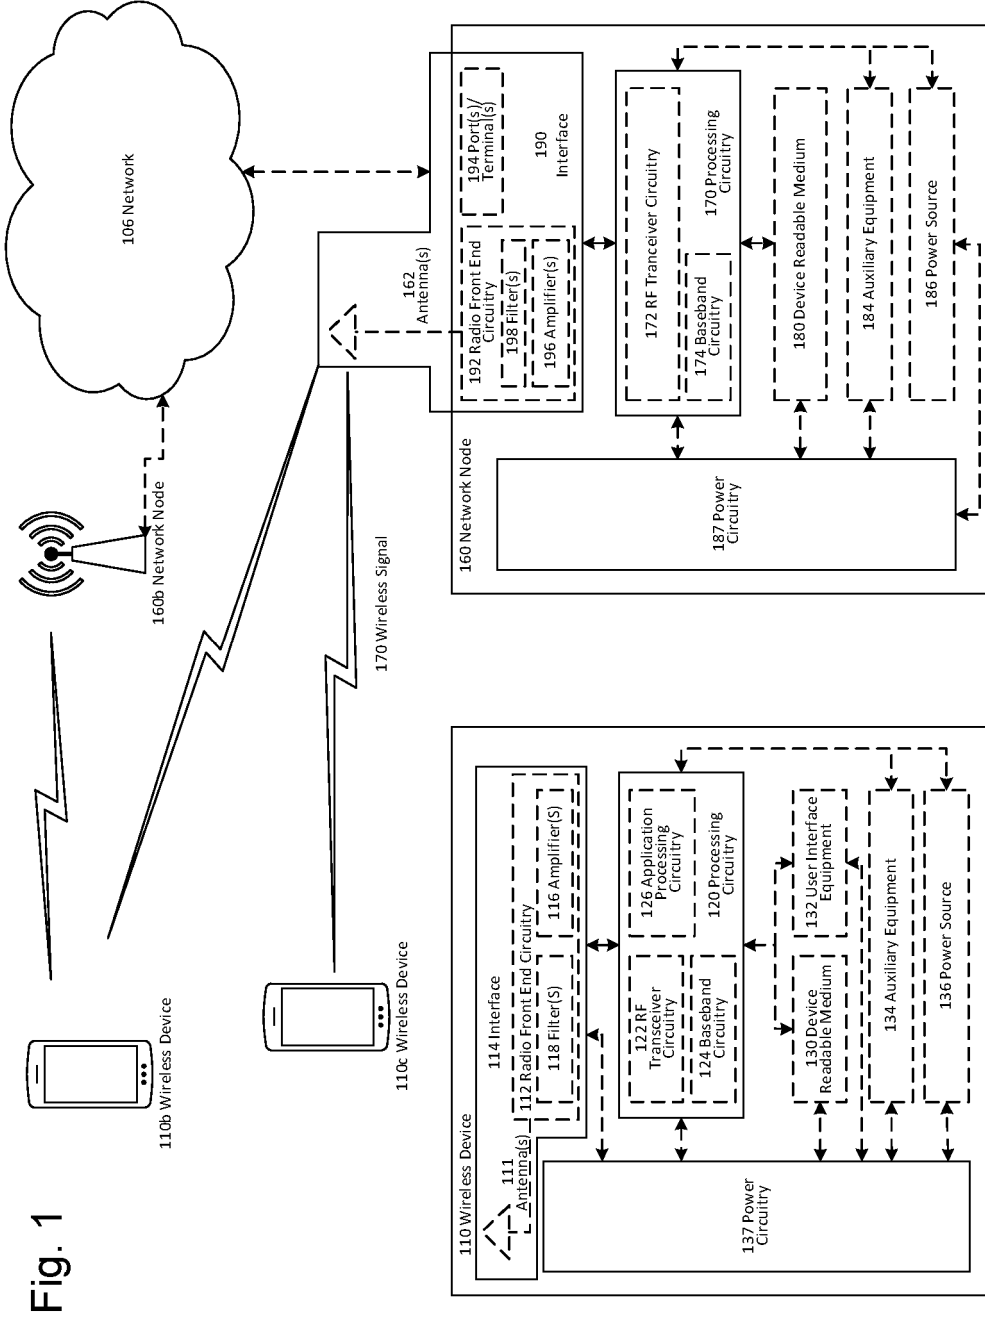 Fig. 1
110b Wireless Device
160b Network Node
106 Network
110c Wireless Device
170 Wireless Signal
110 Wireless Device
111
Antenna(s)
114 Interface
112 Radio Front End Circuitry
118 Filter(S)
116 Amplifier(S)
122 RF
Transceiver
Circuitry
124 Baseband
Circuitry
126 Application
Processing
Circuitry
120 Processing
Circuitry
130 Device
Readable Medium
132 User Interface
Equipment
134 Auxiliary Equipment
136 Power Source
137 Power
Circuitry
160 Network Node
162
Antenna(s)
192 Radio Front End
Circuitry
198 Filter(s)
196 Amplifier(s)
194 Port(s)/
Terminal(s)
190
Interface
172 RF Tranceiver Circuitry
174 Baseband
Circuitry
170 Processing
Circuitry
180 Device Readable Medium
184 Auxiliary Equipment
186 Power Source
187 Power
Circuitry